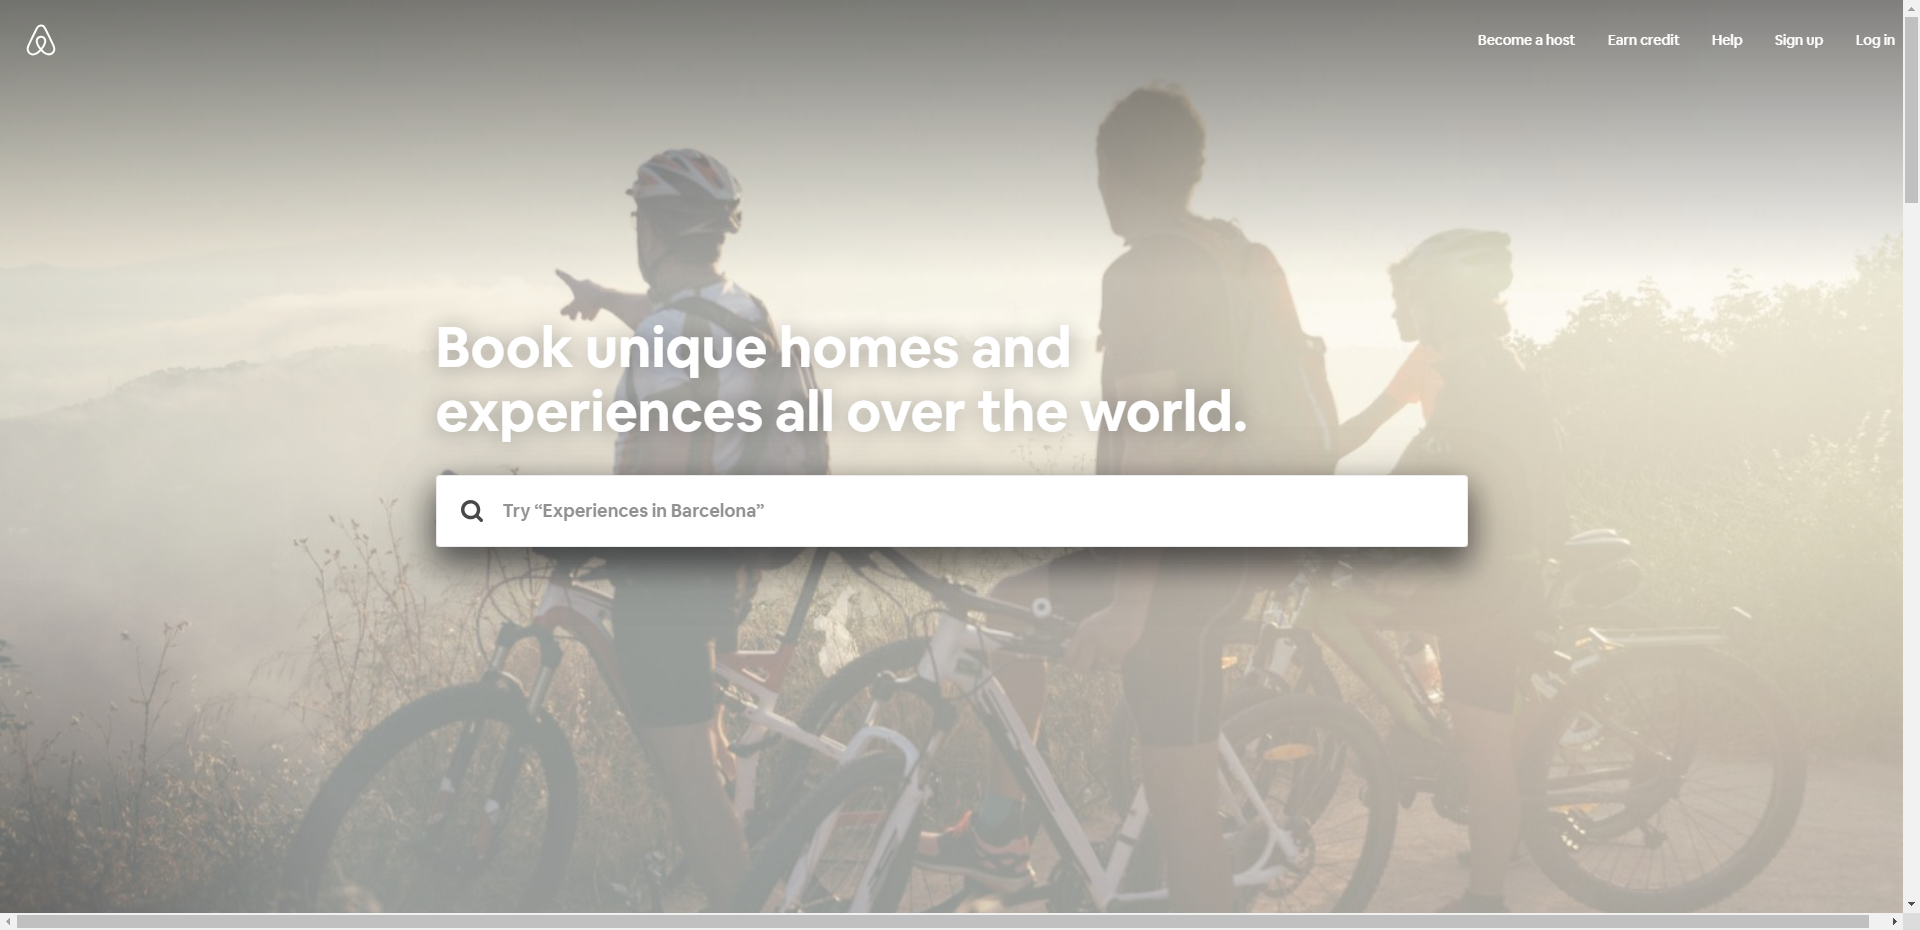 Become a host
Earn credit
Help
Sign up
Log in
Book unique homes and
experiences all over the world.
Try “Experiences in Barcelona”